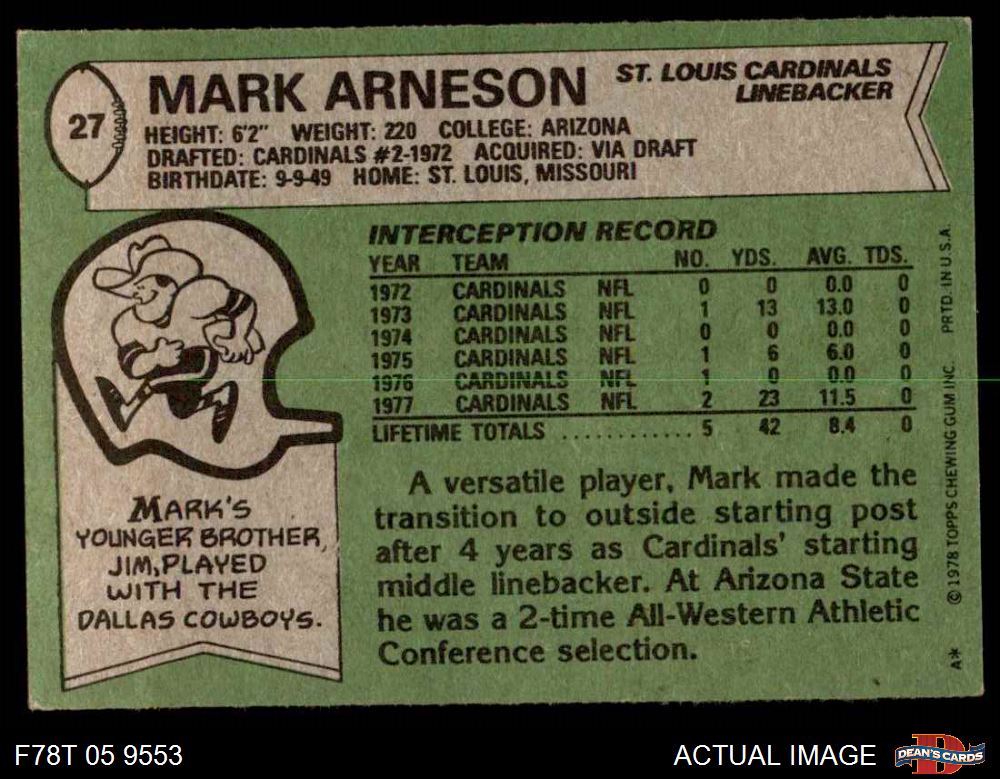 27
MARK ARNESON
ST. LOUIS CARDINALS
LINEBACKER
HEIGHT: 6'2" WEIGHT: 220 COLLEGE: ARIZONA
DRAFTED: CARDINALS #2-1972 ACQUIRED: VIA DRAFT
BIRTHDATE: 9-9-49 HOME: ST. LOUIS, MISSOURI
INTERCEPTION RECORD
YEAR TEAM NO. YDS. AVG. TDS.
1972 CARDINALS NFL 0 0 0.0 0
1973 CARDINALS NFL 1 13 13.0 0
1974 CARDINALS NFL 0 0 0.0 0
1975 CARDINALS NFL 1 6 6.0 0
1976 CARDINALS NFL 1 0 0.0 0
1977 CARDINALS NFL 2 23 11.5 0
LIFETIME TOTALS ............ 5 42 8.4 0
MARK'S
YOUNGER BROTHER,
JIM, PLAYED
WITH THE
DALLAS COWBOYS.
A versatile player, Mark made the
transition to outside starting post
after 4 years as Cardinals' starting
middle linebacker. At Arizona State
he was a 2-time All-Western Athletic
Conference selection.
A* © 1978 TOPPS CHEWING GUM INC. PRTD. IN U.S.A.
F78T 05 9553
ACTUAL IMAGE
D
DEAN'S CARDS